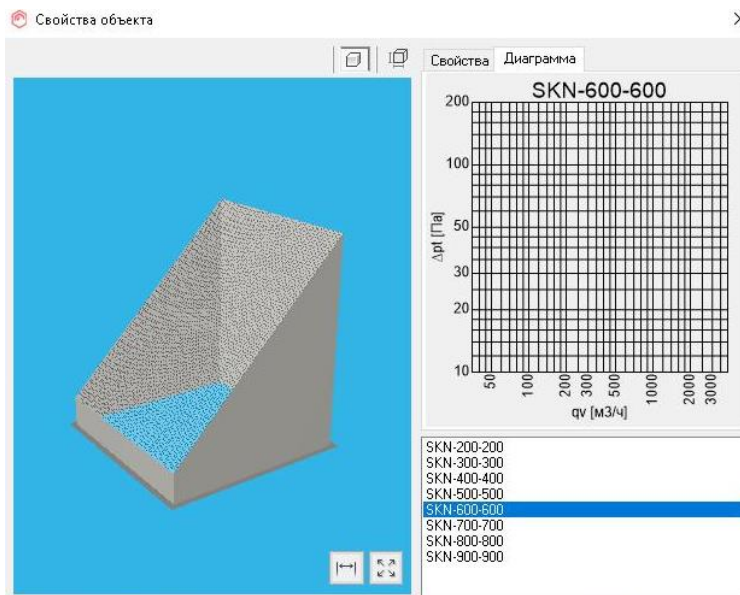 Свойства объекта
Свойства
Диаграмма
SKN-600-600
200
100
50
30
20
10
Δpt [Па]
50
100
200
300
500
1000
2000
3000
qv [м3/ч]
SKN-200-200
SKN-300-300
SKN-400-400
SKN-500-500
SKN-600-600
SKN-700-700
SKN-800-800
SKN-900-900